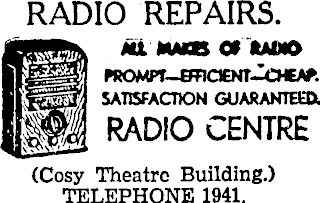 RADIO REPAIRS.
ALL MAKES OF RADIO
PROMPT—EFFICIENT—CHEAP.
SATISFACTION GUARANTEED.
RADIO CENTRE
(Cosy Theatre Building.)
TELEPHONE 1941.